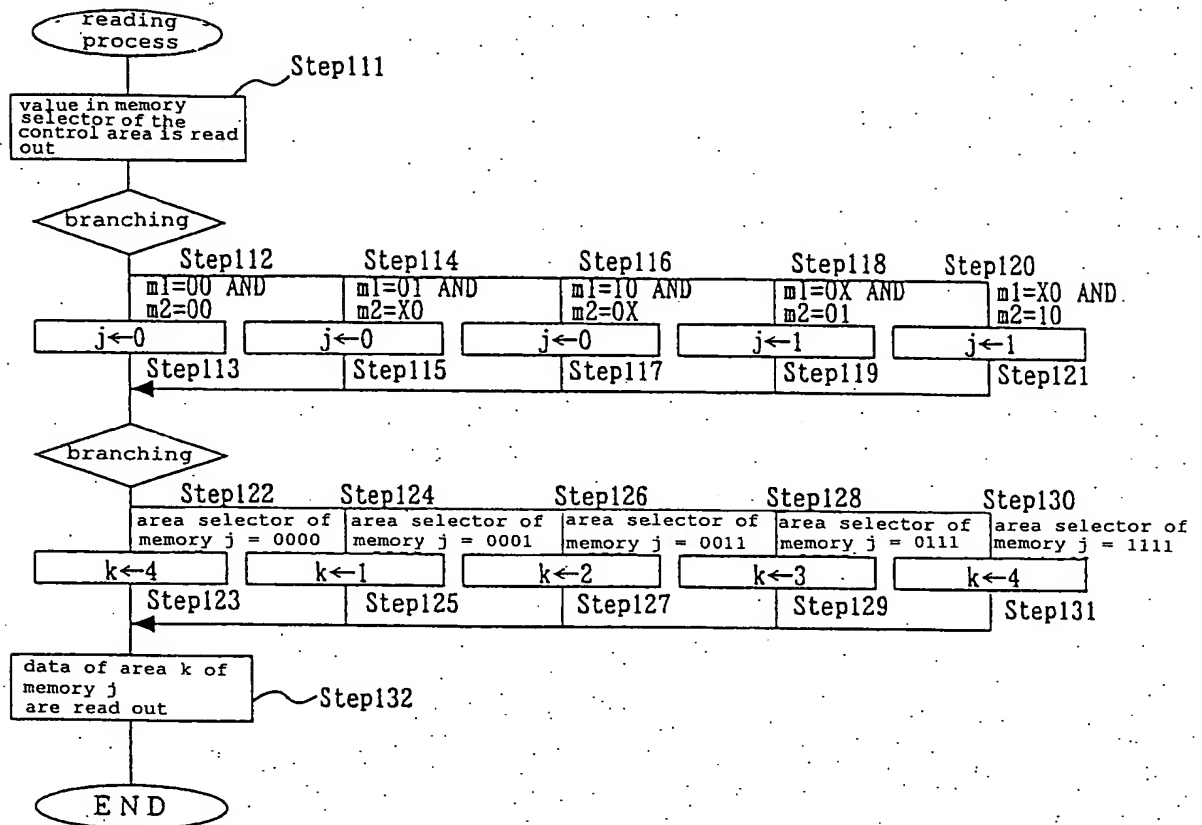 reading
process
Step111
value in memory
selector of the
control area is read
out
branching
Step112 Step114 Step116 Step118 Step120
m1=00 AND m1=01 AND m1=10 AND m1=0X AND m1=X0 AND
m2=00 m2=X0 m2=0X m2=01 m2=10
j←0 j←0 j←0 j←1 j←1
Step113 Step115 Step117 Step119 Step121
branching
Step122 Step124 Step126 Step128 Step130
area selector of area selector of area selector of area selector of area selector of
memory j = 0000 memory j = 0001 memory j = 0011 memory j = 0111 memory j = 1111
k←4 k←1 k←2 k←3 k←4
Step123 Step125 Step127 Step129 Step131
data of area k of
memory j
are read out
Step132
END